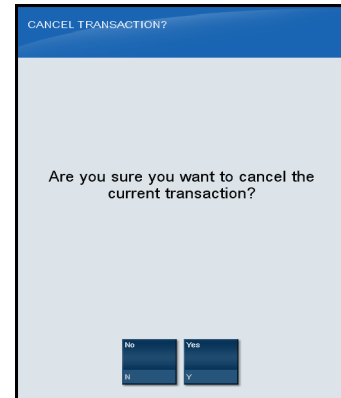 CANCEL TRANSACTION?
Are you sure you want to cancel the
current transaction?
No Yes
N Y